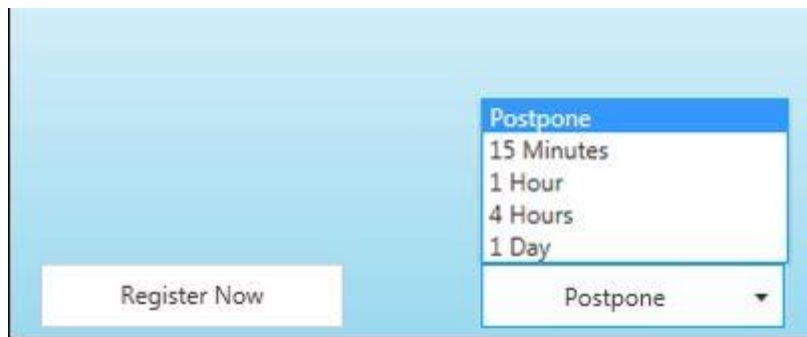 Postpone
15 Minutes
1 Hour
4 Hours
1 Day
Register Now
Postpone